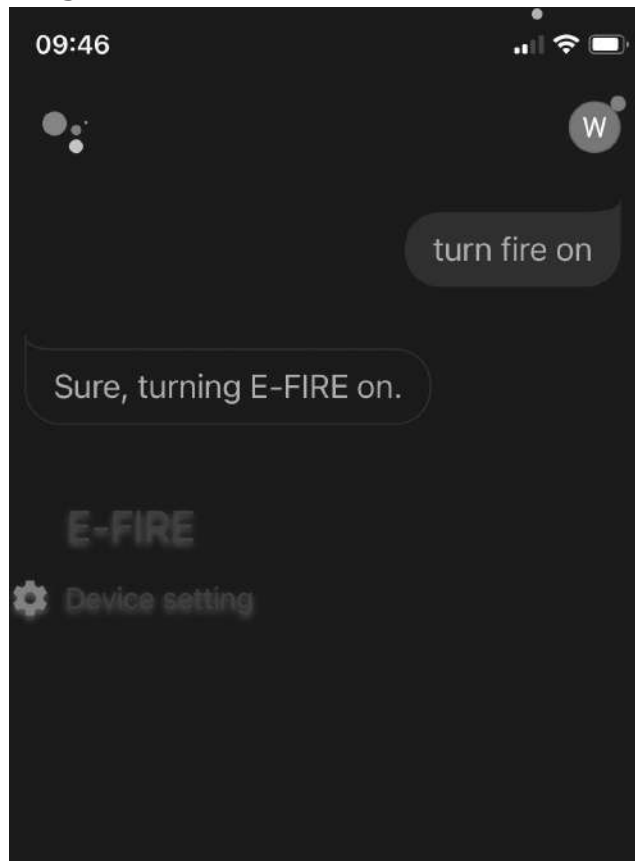 09:46
W
turn fire on
Sure, turning E-FIRE on.
E-FIRE
Device setting